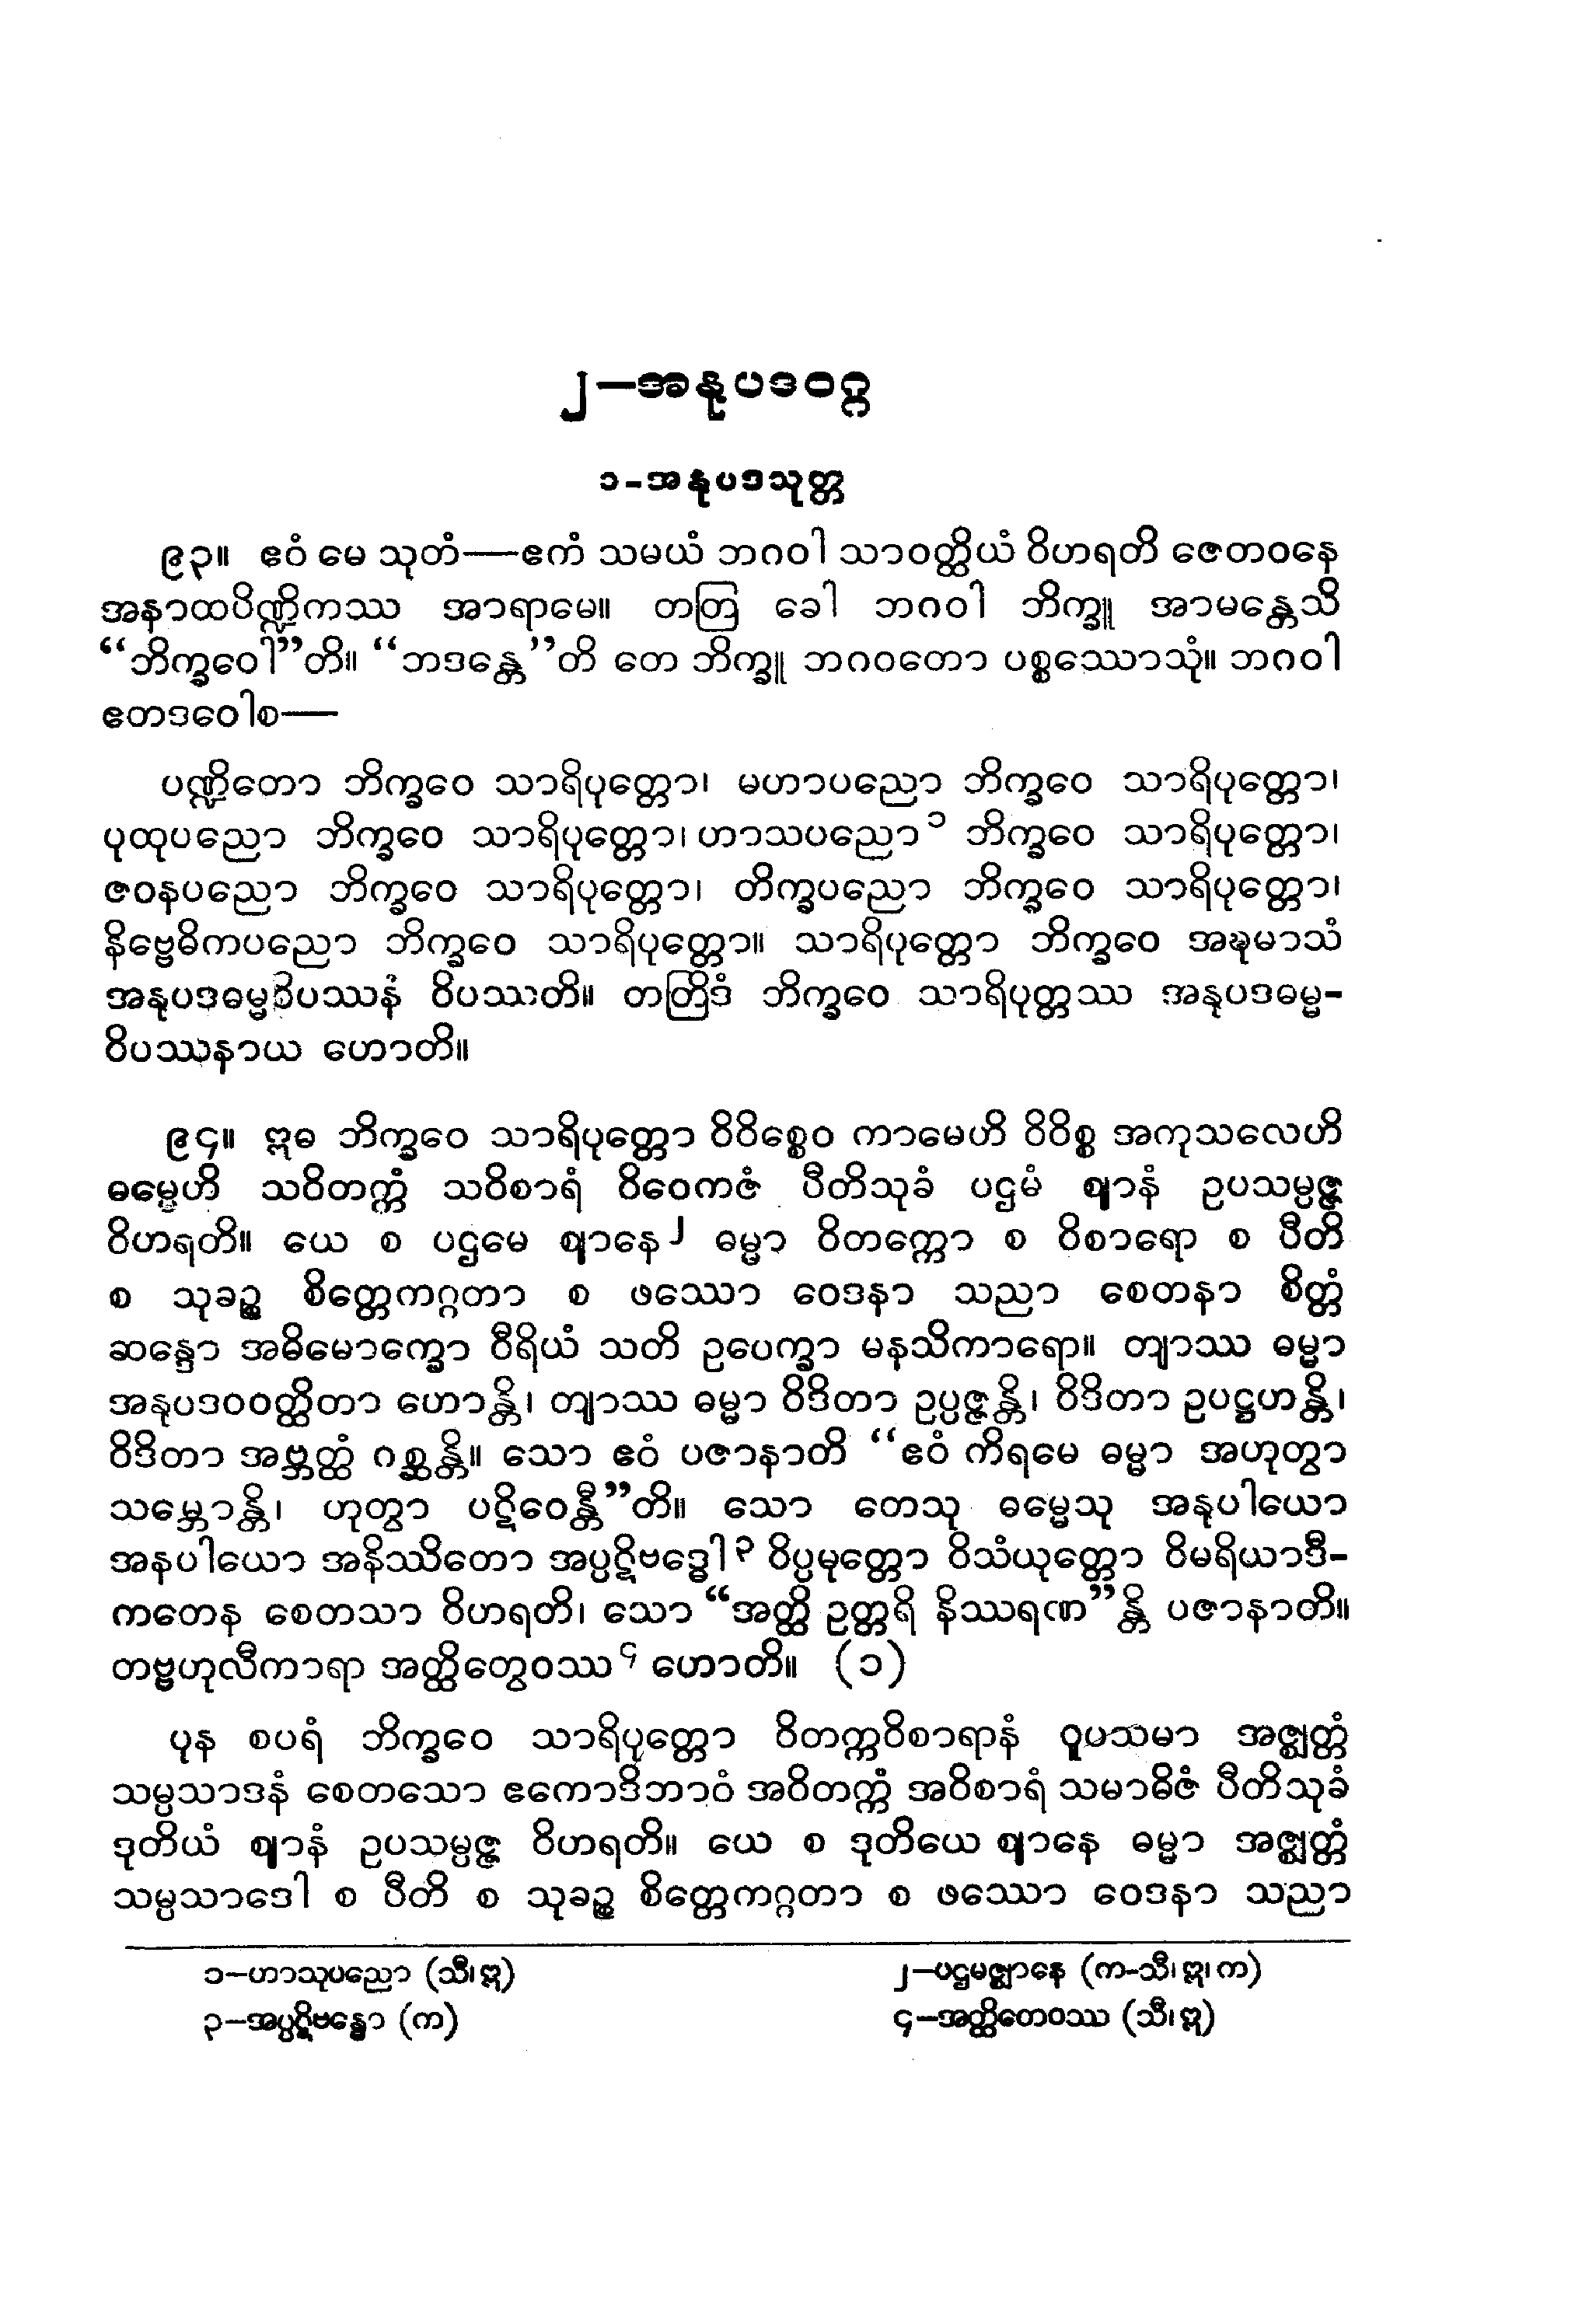 ၂—အနုပဒဝဂ္ဂ
၁-အနုပဒသုတ္တ
၉၃။ ဧဝံ မေ သုတံ—ဧကံ သမယံ ဘဂဝါ သာဝတ္ထိယံ ဝိဟရတိ ဇေတဝနေ
အနာထပိဏ္ဍိကဿ အာရာမေ။ တတြ ခေါ ဘဂဝါ ဘိက္ခူ အာမန္တေသိ
“ဘိက္ခဝေါ”တိ။ “ဘဒန္တေ”တိ တေ ဘိက္ခူ ဘဂဝတော ပစ္စဿောသုံ။ ဘဂဝါ
ဧတဒဝေါစ—
ပဏ္ဍိတော ဘိက္ခဝေ သာရိပုတ္တော၊ မဟာပညော ဘိက္ခဝေ သာရိပုတ္တော၊
ပုထုပညော ဘိက္ခဝေ သာရိပုတ္တော၊ ဟာသပညော၁ ဘိက္ခဝေ သာရိပုတ္တော၊
ဇဝနပညော ဘိက္ခဝေ သာရိပုတ္တော၊ တိက္ခပညော ဘိက္ခဝေ သာရိပုတ္တော၊
နိဗ္ဗေဓိကပညော ဘိက္ခဝေ သာရိပုတ္တော။ သာရိပုတ္တော ဘိက္ခဝေ အဍ္ဎမာသံ
အနုပဒဓမ္မဝိပဿနံ ဝိပဿတိ။ တတြိဒံ ဘိက္ခဝေ သာရိပုတ္တဿ အနုပဒဓမ္မ-
ဝိပဿနာယ ဟောတိ။
၉၄။ ဣဓ ဘိက္ခဝေ သာရိပုတ္တော ဝိဝိစ္စေဝ ကာမေဟိ ဝိဝိစ္စ အကုသလေဟိ
ဓမ္မေဟိ သဝိတက္ကံ သဝိစာရံ ဝိဝေကဇံ ပီတိသုခံ ပဌမံ ဈာနံ ဥပသမ္ပဇ္ဇ
ဝိဟရတိ။ ယေ စ ပဌမေ ဈာနေ၂ ဓမ္မာ ဝိတက္ကော စ ဝိစာရော စ ပီတိ
စ သုခဉ္စ စိတ္တေကဂ္ဂတာ စ ဖဿော ဝေဒနာ သညာ စေတနာ စိတ္တံ
ဆန္ဒော အဓိမောက္ခော ဝီရိယံ သတိ ဥပေက္ခာ မနသိကာရော။ တျာဿ ဓမ္မာ
အနုပဒဝဝတ္ထိတာ ဟောန္တိ၊ တျာဿ ဓမ္မာ ဝိဒိတာ ဥပ္ပဇ္ဇန္တိ၊ ဝိဒိတာ ဥပဋ္ဌဟန္တိ၊
ဝိဒိတာ အဗ္ဘတ္ထံ ဂစ္ဆန္တိ။ သော ဧဝံ ပဇာနာတိ “ဧဝံ ကိရမေ ဓမ္မာ အဟုတွာ
သမ္ဘောန္တိ၊ ဟုတွာ ပဋိဝေန္တီ”တိ။ သော တေသု ဓမ္မေသု အနုပါယော
အနပါယော အနိဿိတော အပ္ပဋိဗဒ္ဓေါ၃ ဝိပ္ပမုတ္တော ဝိသံယုတ္တော ဝိမရိယာဒီ-
ကတေန စေတသာ ဝိဟရတိ၊ သော “အတ္ထိ ဥတ္တရိ နိဿရဏ”န္တိ ပဇာနာတိ။
တဗ္ဗဟုလီကာရာ အတ္ထိတွေဝဿ၄ ဟောတိ။ (၁)
ပုန စပရံ ဘိက္ခဝေ သာရိပုတ္တော ဝိတက္ကဝိစာရာနံ ဝူပသမာ အဇ္ဈတ္တံ
သမ္ပသာဒနံ စေတသော ဧကောဒိဘာဝံ အဝိတက္ကံ အဝိစာရံ သမာဓိဇံ ပီတိသုခံ
ဒုတိယံ ဈာနံ ဥပသမ္ပဇ္ဇ ဝိဟရတိ။ ယေ စ ဒုတိယေ ဈာနေ ဓမ္မာ အဇ္ဈတ္တံ
သမ္ပသာဒေါ စ ပီတိ စ သုခဉ္စ စိတ္တေကဂ္ဂတာ စ ဖဿော ဝေဒနာ သညာ
၁—ဟာသုပညော (သီ၊ ဣ)
၂—ပဌမဇ္ဈာနေ (က-သီ၊ ဣ၊ က)
၃—အပ္ပဋိဗန္ဓော (က)
၄—အတ္ထိတေဝဿ (သီ၊ ဣ)